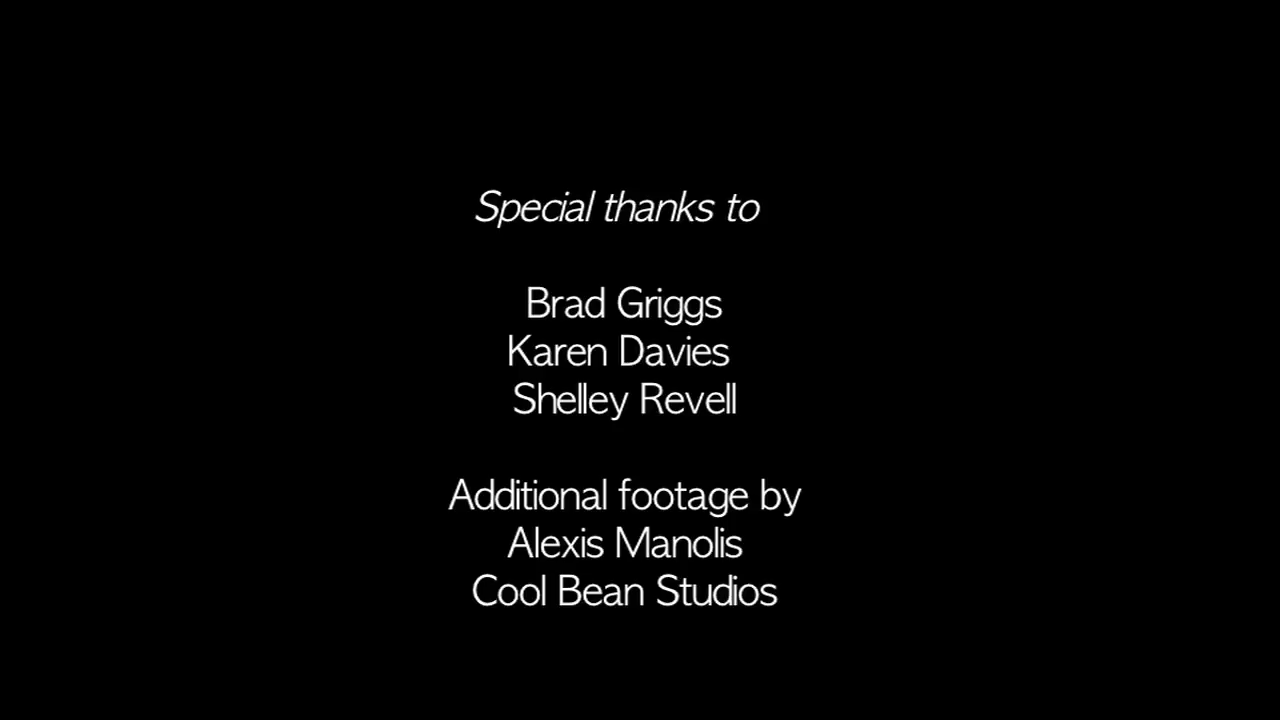 Special thanks to
Brad Griggs
Karen Davies
Shelley Revell
Additional footage by
Alexis Manolis
Cool Bean Studios